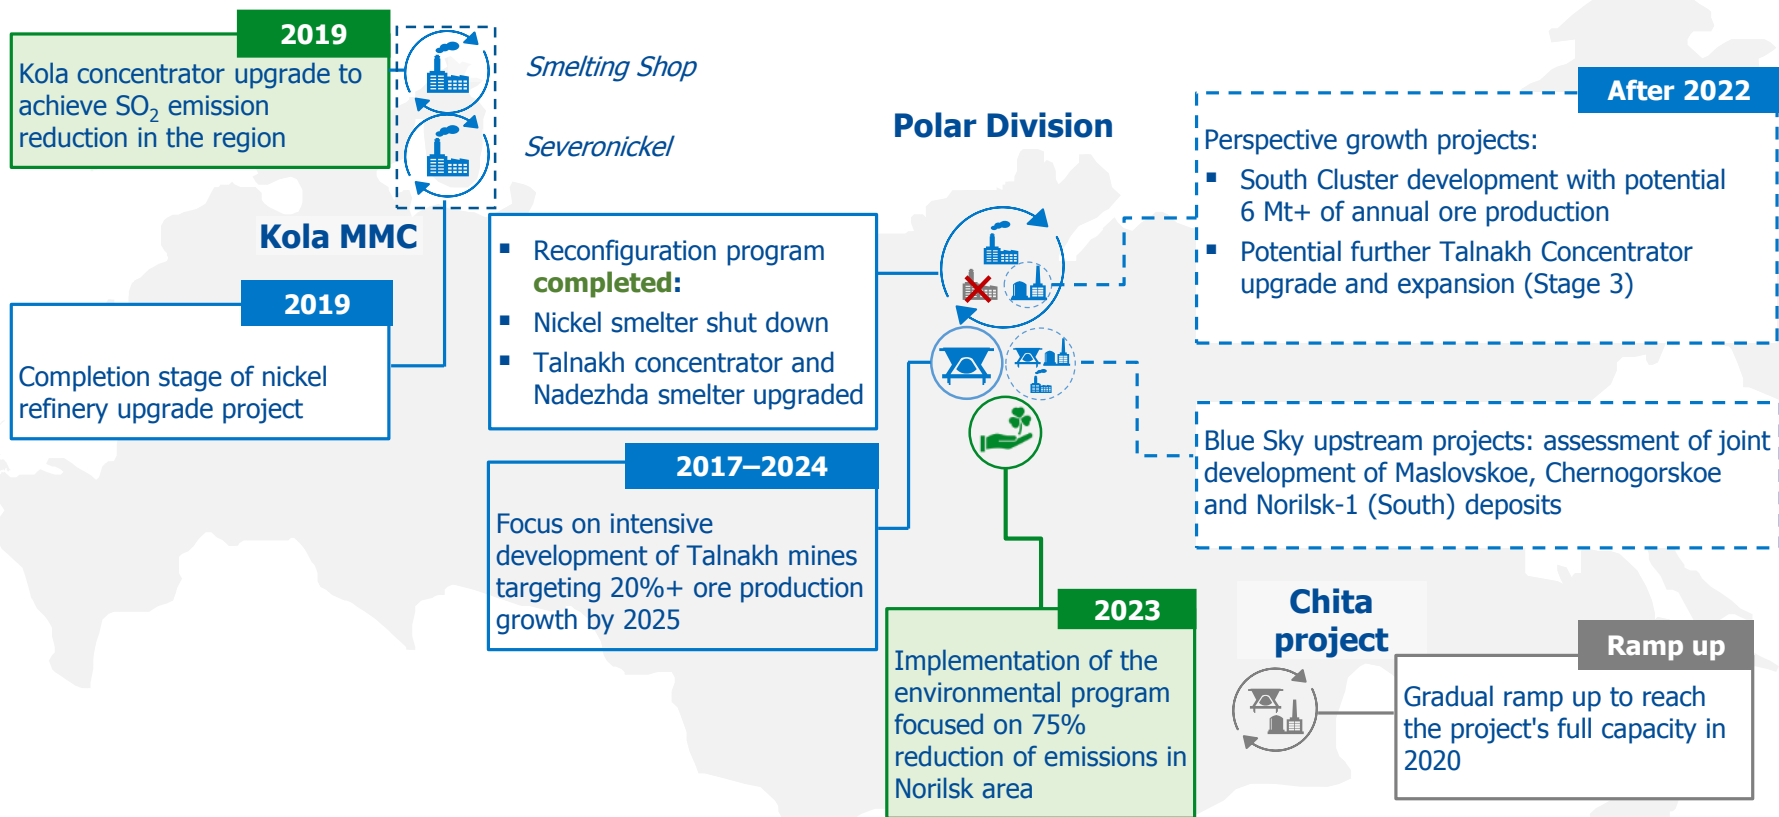 2019
Kola concentrator upgrade to
achieve SO₂ emission
reduction in the region
Smelting Shop
Severonickel
Kola MMC
2019
Completion stage of nickel
refinery upgrade project
Polar Division
▪ Reconfiguration program
completed:
▪ Nickel smelter shut down
▪ Talnakh concentrator and
Nadezhda smelter upgraded
2017–2024
Focus on intensive
development of Talnakh mines
targeting 20%+ ore production
growth by 2025
After 2022
Perspective growth projects:
▪ South Cluster development with potential
6 Mt+ of annual ore production
▪ Potential further Talnakh Concentrator
upgrade and expansion (Stage 3)
Blue Sky upstream projects: assessment of joint
development of Maslovskoe, Chernogorskoe
and Norilsk-1 (South) deposits
2023
Implementation of the
environmental program
focused on 75%
reduction of emissions in
Norilsk area
Chita
project
Ramp up
Gradual ramp up to reach
the project's full capacity in
2020